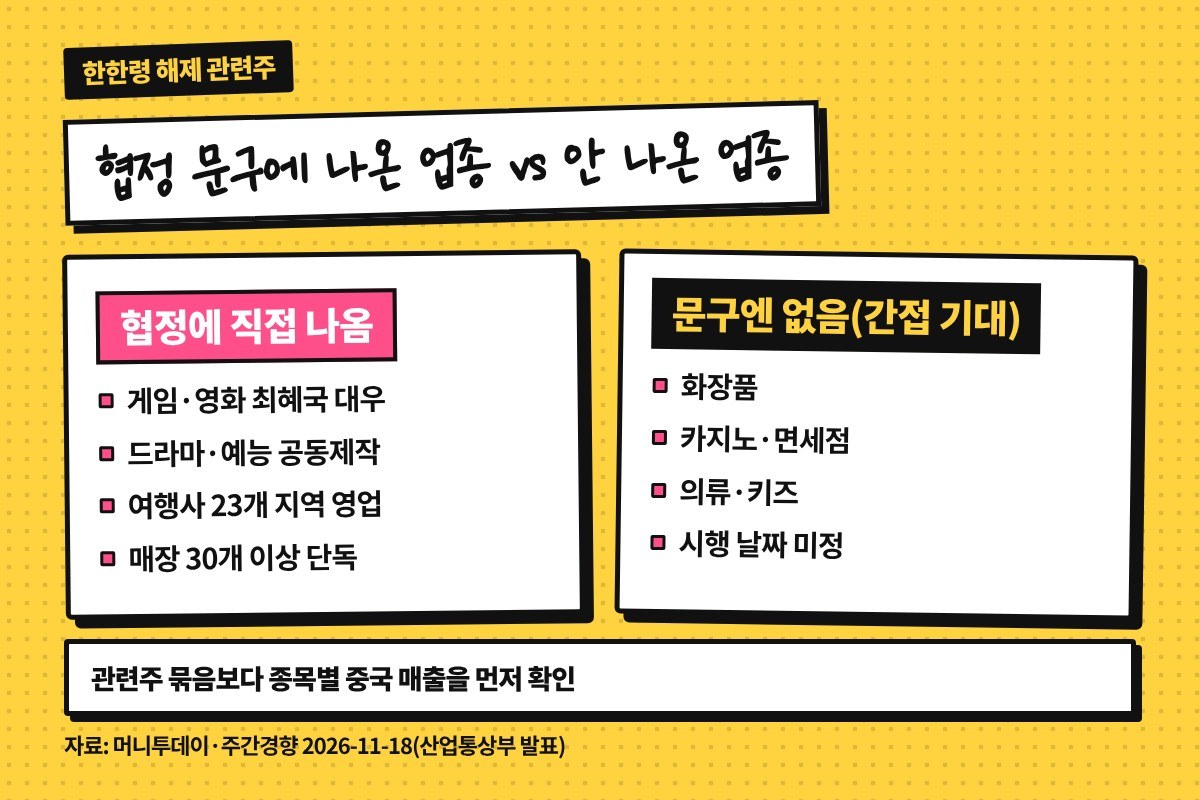 한한령 해제 관련주
협정 문구에 나온 업종 vs 안 나온 업종
협정에 직접 나옴
게임·영화 최혜국 대우
드라마·예능 공동제작
여행사 23개 지역 영업
매장 30개 이상 단독
문구엔 없음(간접 기대)
화장품
카지노·면세점
의류·키즈
시행 날짜 미정
관련주 묶음보다 종목별 중국 매출을 먼저 확인
자료: 머니투데이·주간경향 2026-11-18(산업통상부 발표)